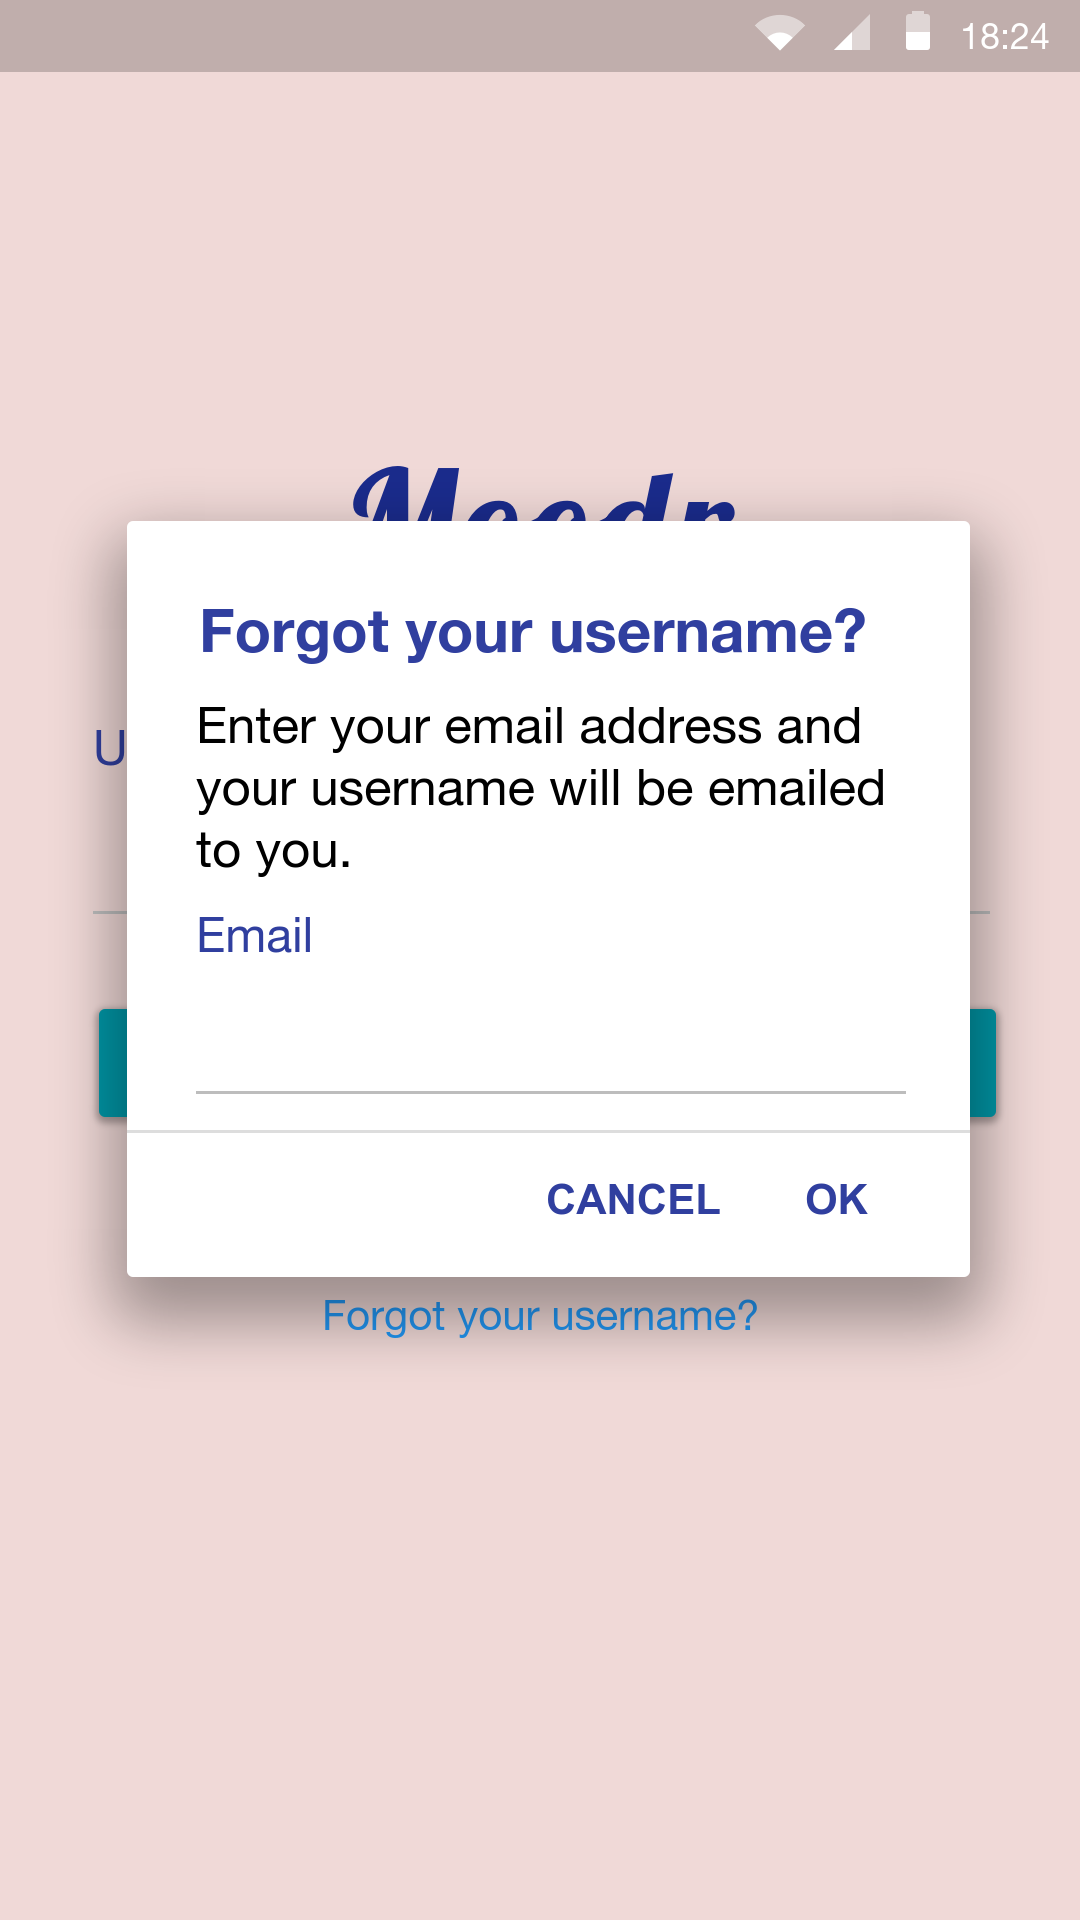 18:24
Forgot your username?
Enter your email address and
your username will be emailed
to you.
Email
CANCEL OK
Forgot your username?